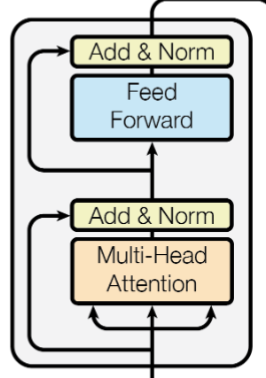 Add & Norm
Feed
Forward
Add & Norm
Multi-Head
Attention